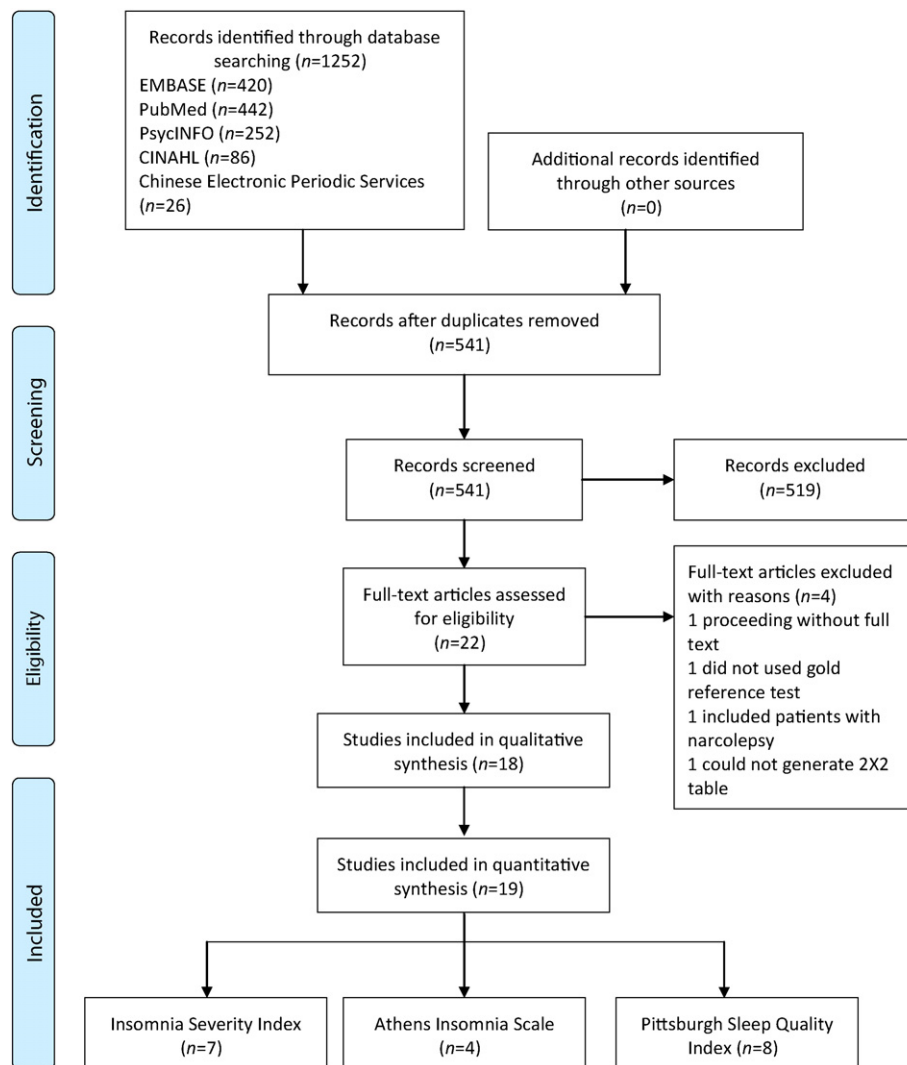 Identification
Records identified through database
searching (n=1252)
EMBASE (n=420)
PubMed (n=442)
PsycINFO (n=252)
CINAHL (n=86)
Chinese Electronic Periodic Services
(n=26)
Additional records identified
through other sources
(n=0)
Records after duplicates removed
(n=541)
Screening
Records screened
(n=541)
Records excluded
(n=519)
Eligibility
Full-text articles assessed
for eligibility
(n=22)
Full-text articles excluded
with reasons (n=4)
1 proceeding without full
text
1 did not used gold
reference test
1 included patients with
narcolepsy
1 could not generate 2X2
table
Studies included in qualitative
synthesis (n=18)
Included
Studies included in quantitative
synthesis (n=19)
Insomnia Severity Index
(n=7)
Athens Insomnia Scale
(n=4)
Pittsburgh Sleep Quality
Index (n=8)